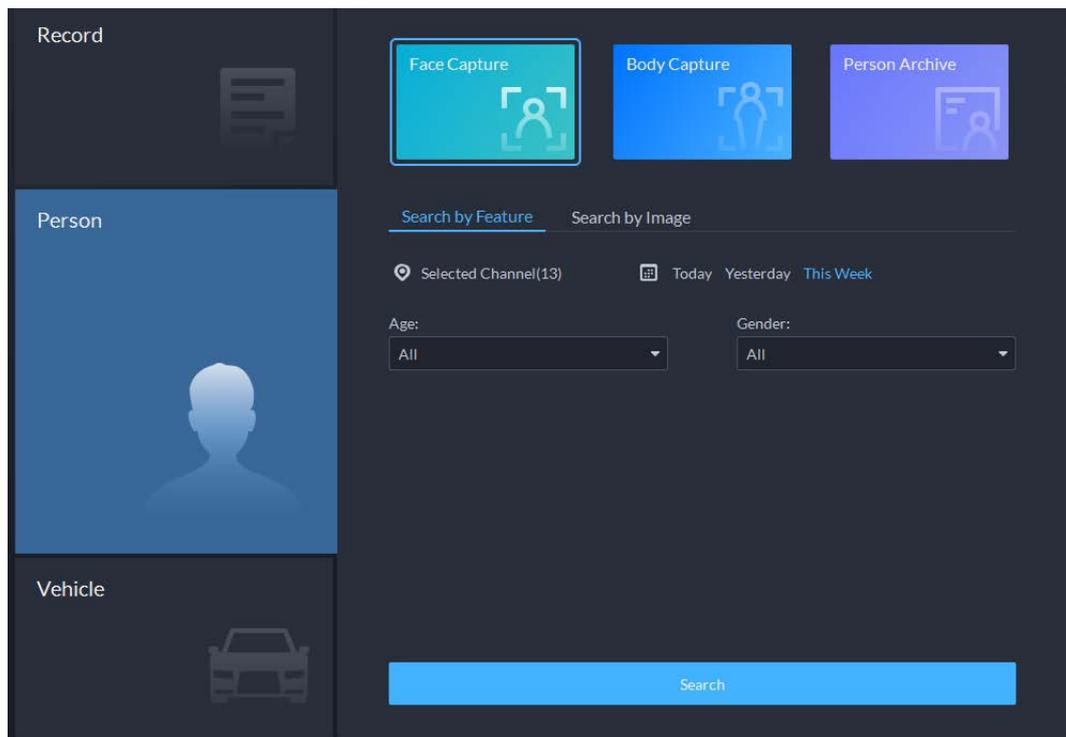 Record
Person
Vehicle
Face Capture
Body Capture
Person Archive
Search by Feature
Search by Image
Selected Channel(13)
Today Yesterday This Week
Age:
Gender:
All
All
Search